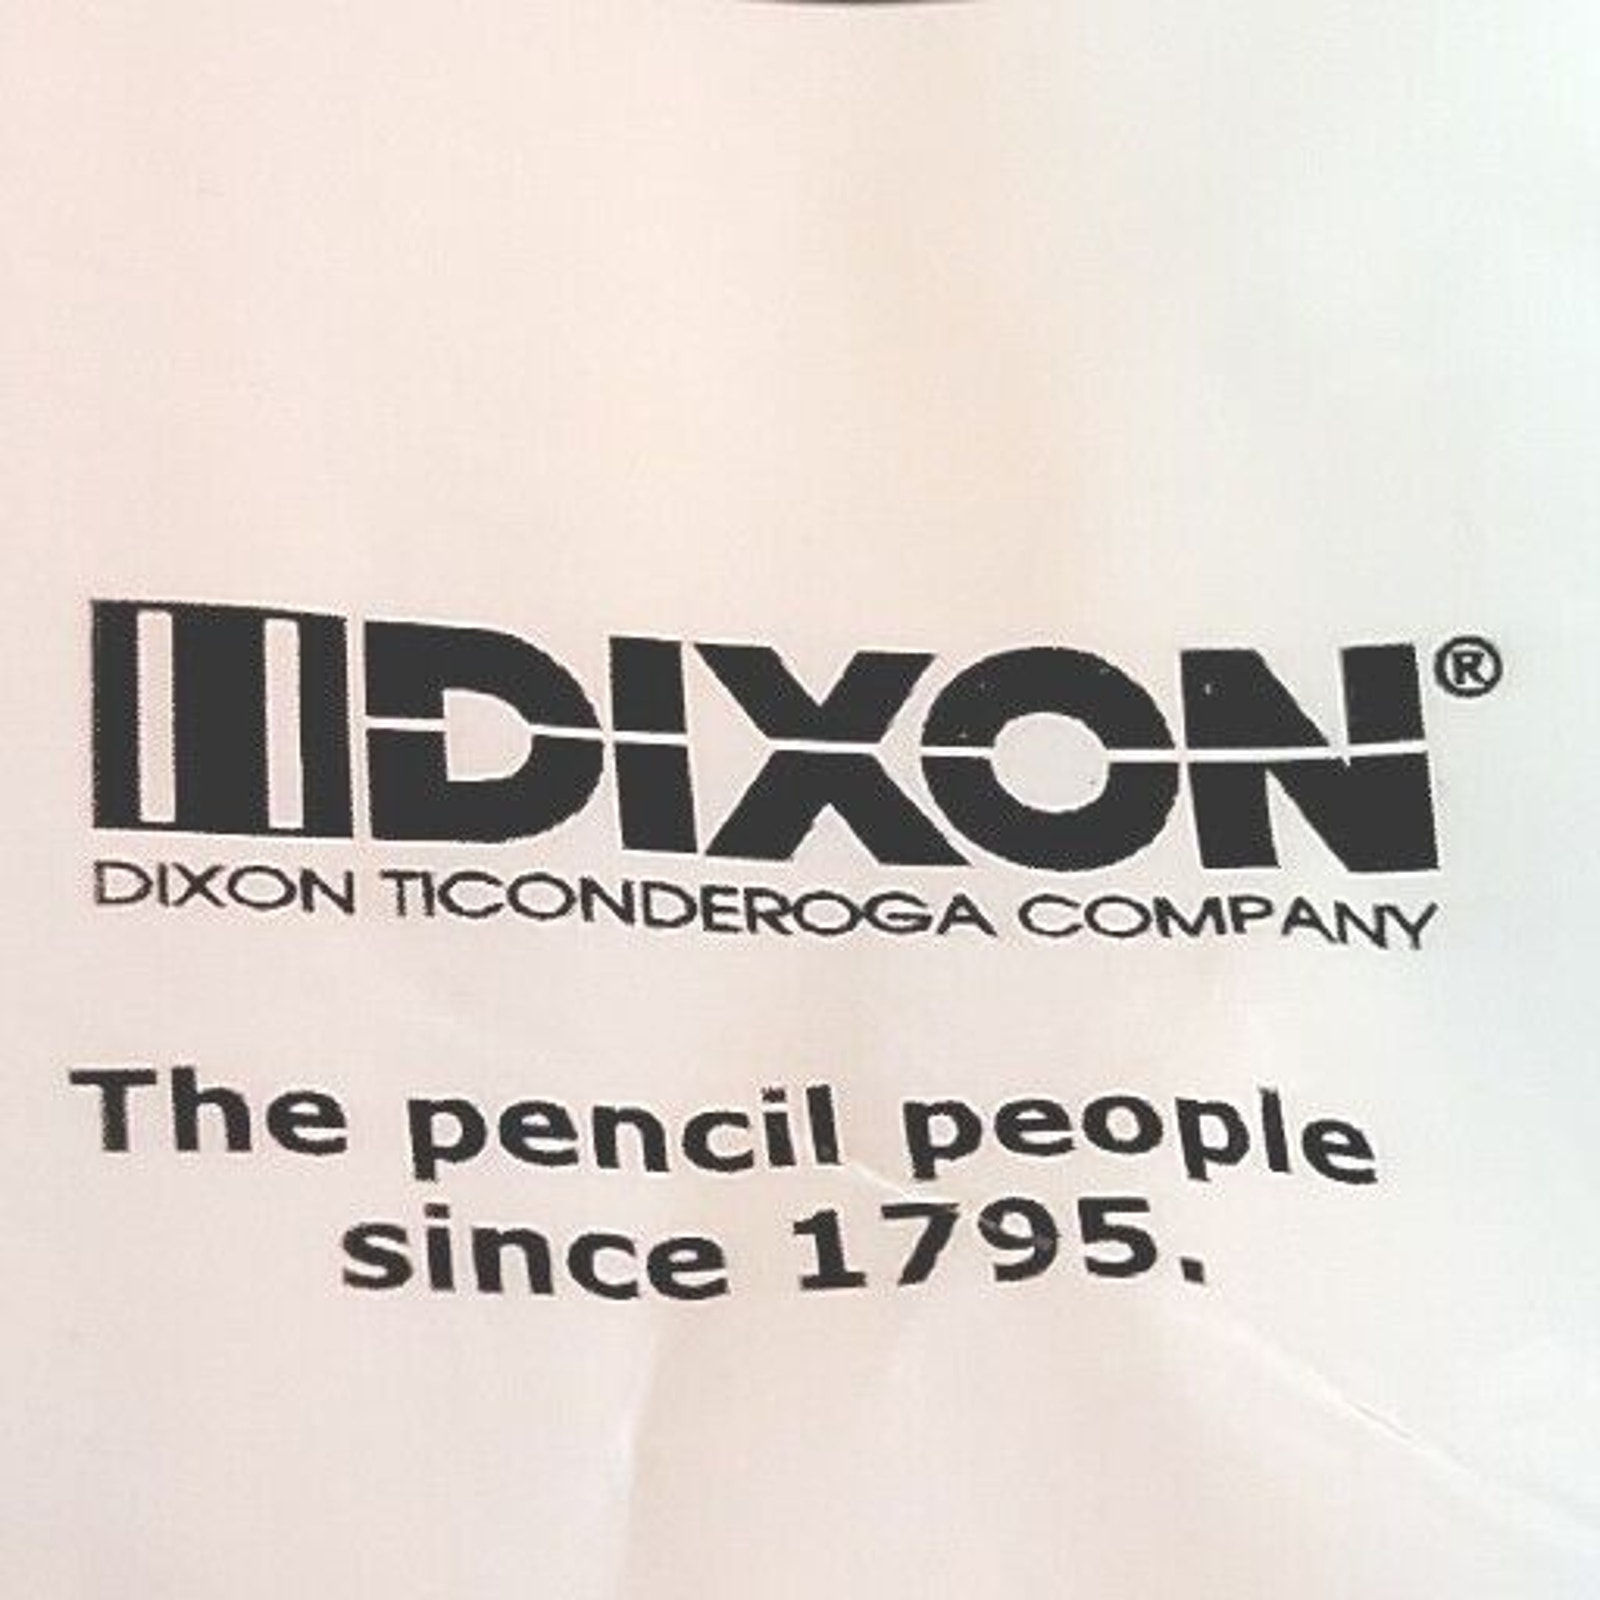 DIXON®
DIXON TICONDEROGA COMPANY
The pencil people
since 1795.